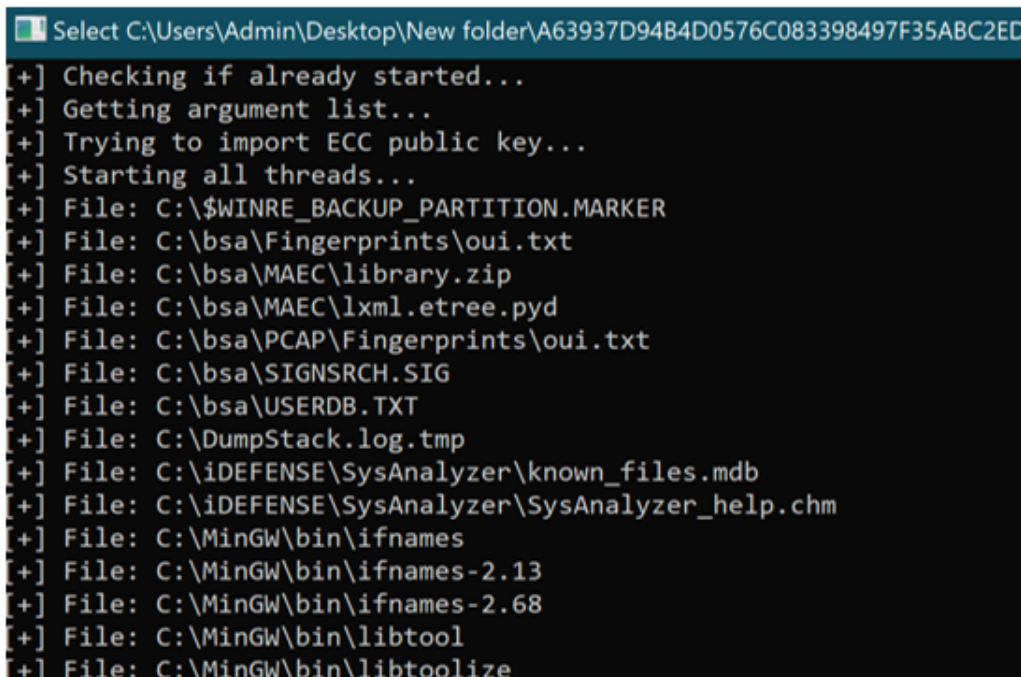 Select C:\Users\Admin\Desktop\New folder\A63937D94B4D0576C083398497F35ABC2ED
[+] Checking if already started...
[+] Getting argument list...
[+] Trying to import ECC public key...
[+] Starting all threads...
[+] File: C:\$WINRE_BACKUP_PARTITION.MARKER
[+] File: C:\bsa\Fingerprints\oui.txt
[+] File: C:\bsa\MAEC\library.zip
[+] File: C:\bsa\MAEC\lxml.etree.pyd
[+] File: C:\bsa\PCAP\Fingerprints\oui.txt
[+] File: C:\bsa\SIGNSRCH.SIG
[+] File: C:\bsa\USERDB.TXT
[+] File: C:\DumpStack.log.tmp
[+] File: C:\iDEFENSE\SysAnalyzer\known_files.mdb
[+] File: C:\iDEFENSE\SysAnalyzer\SysAnalyzer_help.chm
[+] File: C:\MinGW\bin\ifnames
[+] File: C:\MinGW\bin\ifnames-2.13
[+] File: C:\MinGW\bin\ifnames-2.68
[+] File: C:\MinGW\bin\libtool
[+] File: C:\MinGW\bin\libtoolize